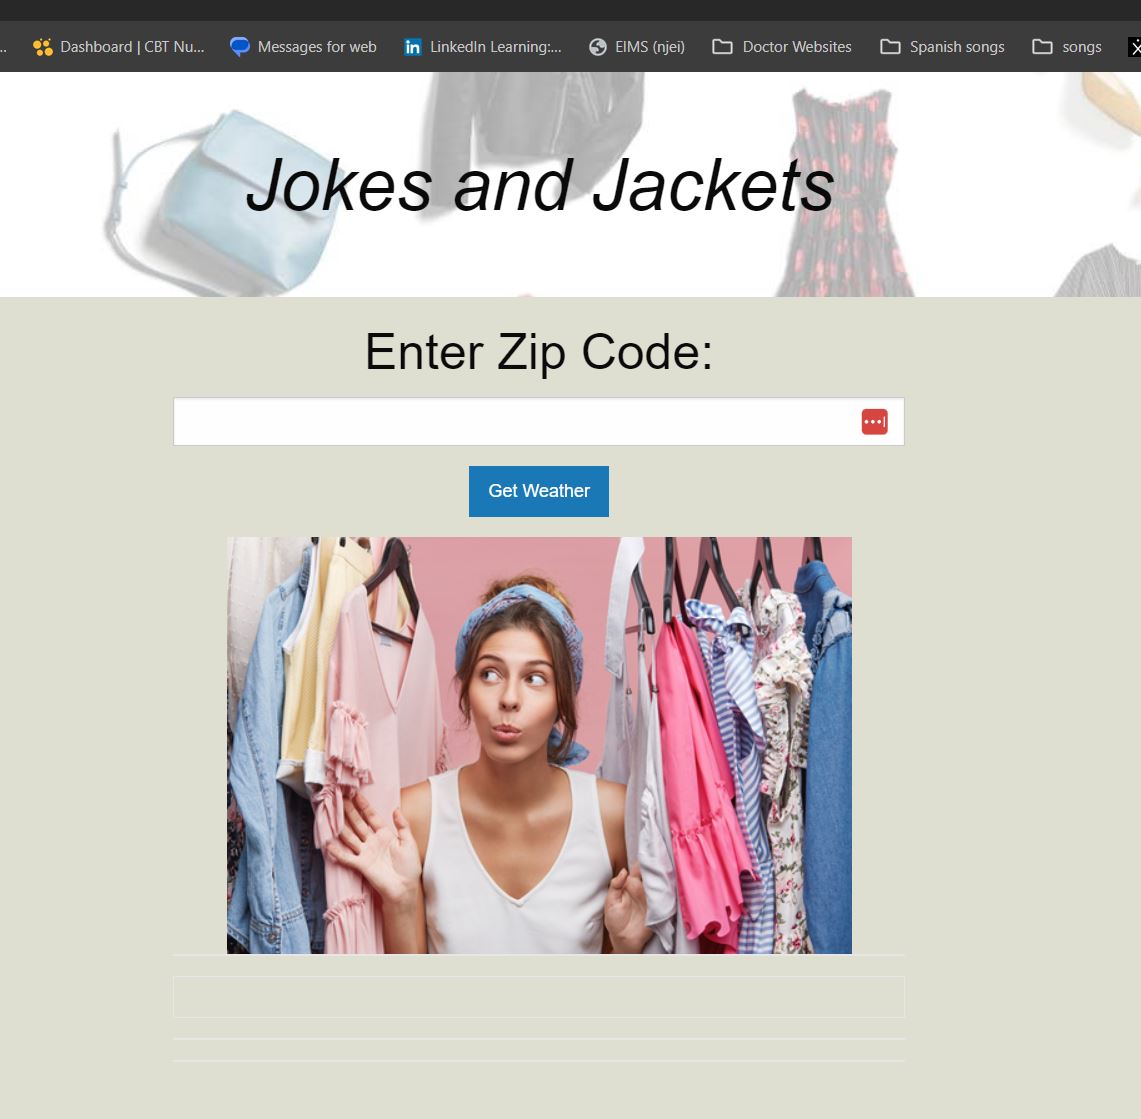 .. Dashboard | CBT Nu... Messages for web LinkedIn Learning:... EIMS (njei) Doctor Websites Spanish songs songs
Jokes and Jackets
Enter Zip Code:
Get Weather